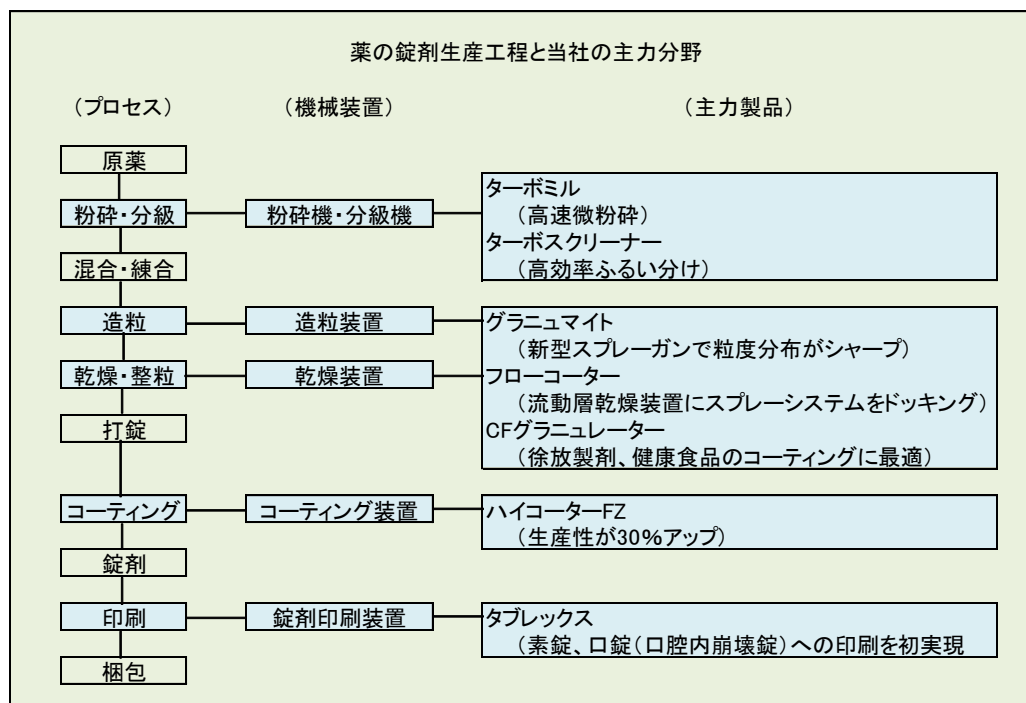 薬の錠剤生産工程と当社の主力分野
（プロセス） （機械装置） （主力製品）
原薬
粉砕・分級 粉砕機・分級機 ターボミル
（高速微粉砕）
ターボスクリーナー
（高効率ふるい分け）
混合・練合
造粒 造粒装置 グラニュマイト
（新型スプレーガンで粒度分布がシャープ）
乾燥・整粒 乾燥装置 フローコーター
（流動層乾燥装置にスプレーシステムをドッキング）
打錠
CFグラニュレーター
（徐放製剤、健康食品のコーティングに最適）
コーティング コーティング装置 ハイコーターFZ
（生産性が30%アップ）
錠剤
印刷 錠剤印刷装置 タブレックス
（素錠、口錠（口腔内崩壊錠）への印刷を初実現
梱包